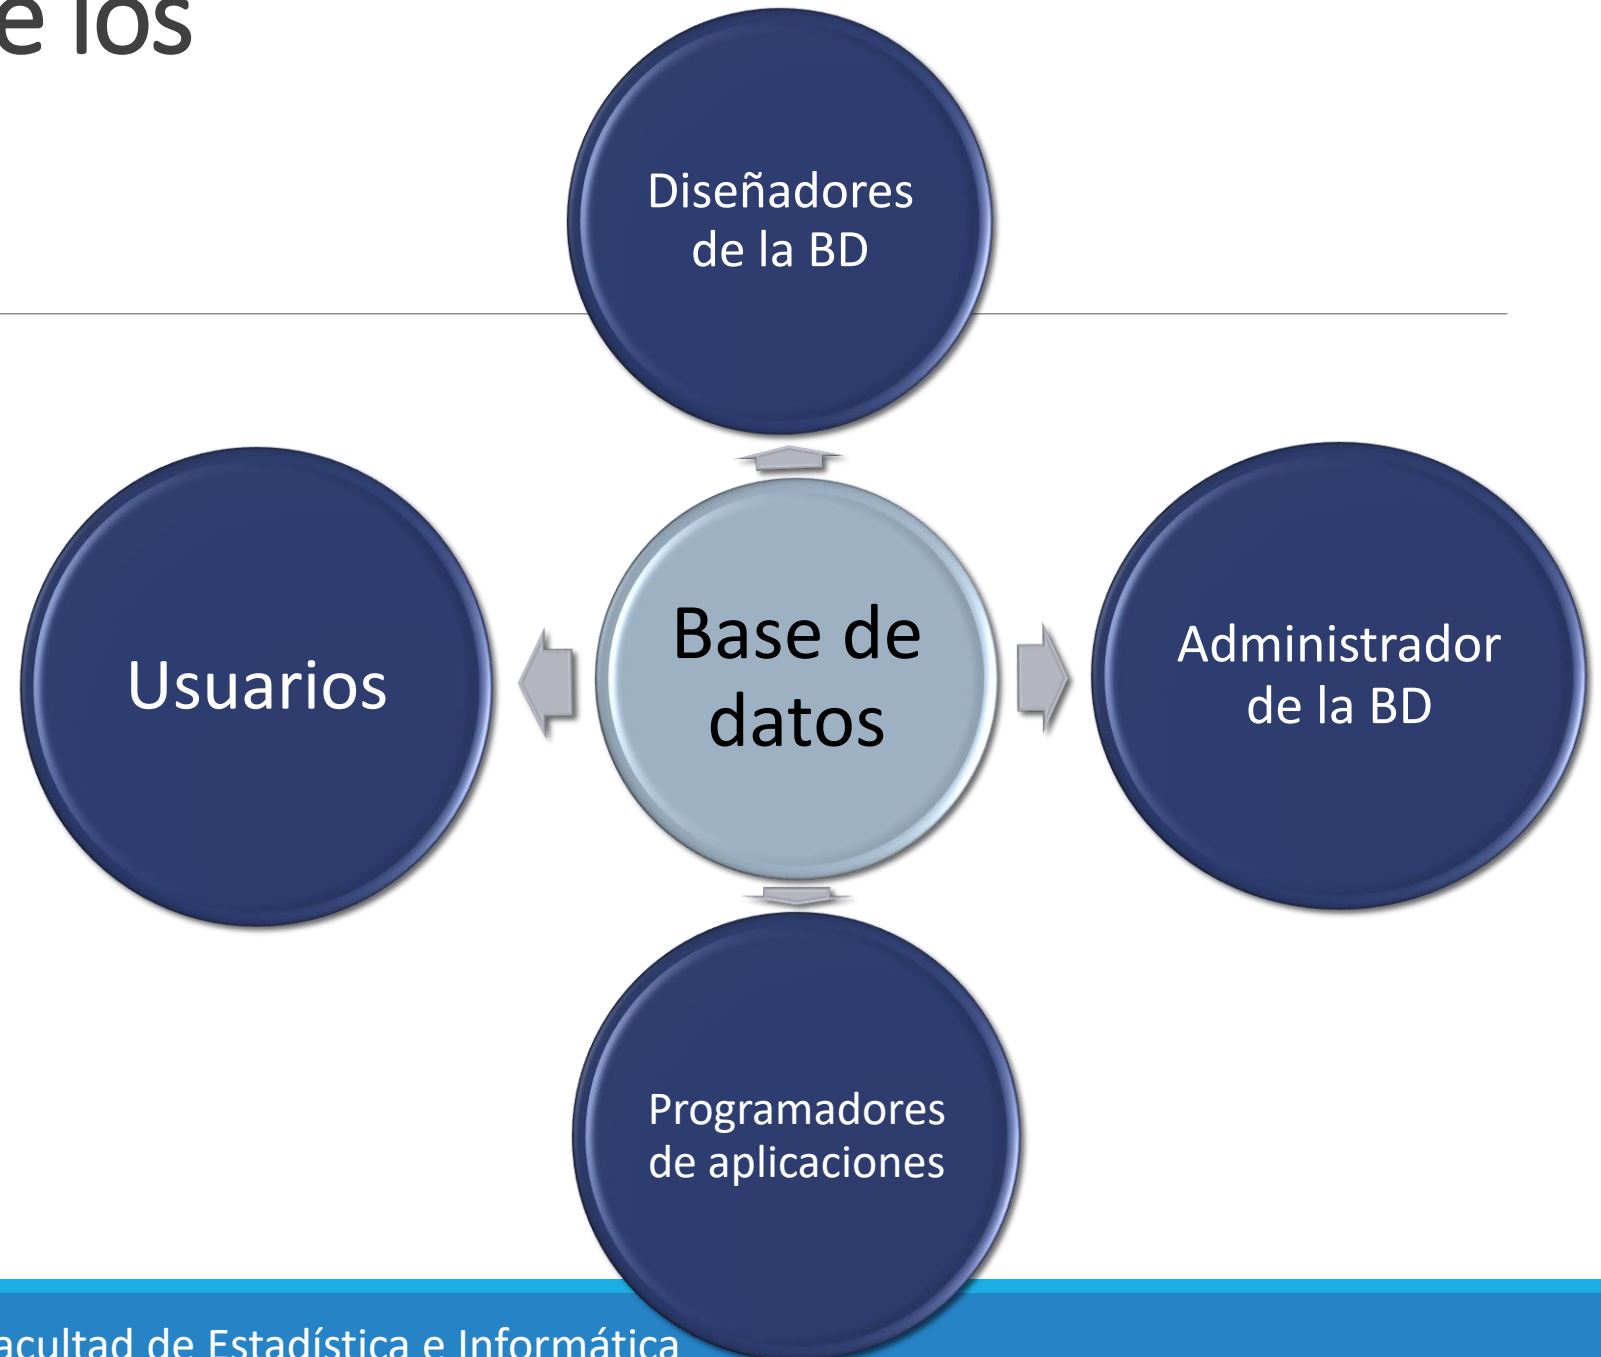 e los
Diseñadores
de la BD
Usuarios
Base de
datos
Administrador
de la BD
Programadores
de aplicaciones
acultad de Estadística e Informática